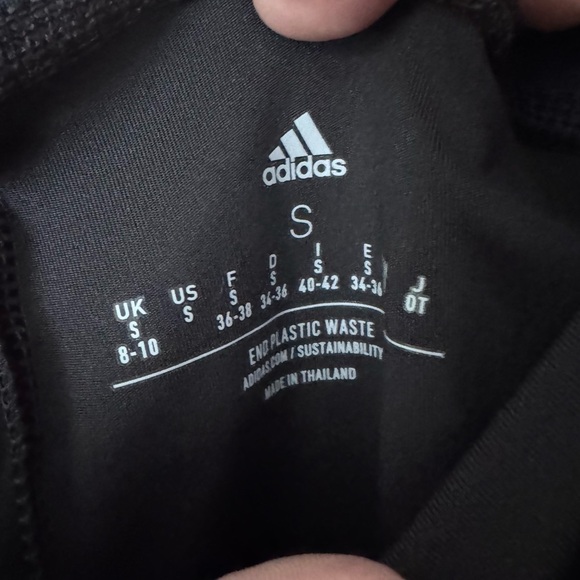 adidas
S
UK US F D I E J
S S S S S S OT
8-10 36-38 34-36 40-42 34-36
END PLASTIC WASTE
ADIDAS.COM / SUSTAINABILITY
MADE IN THAILAND